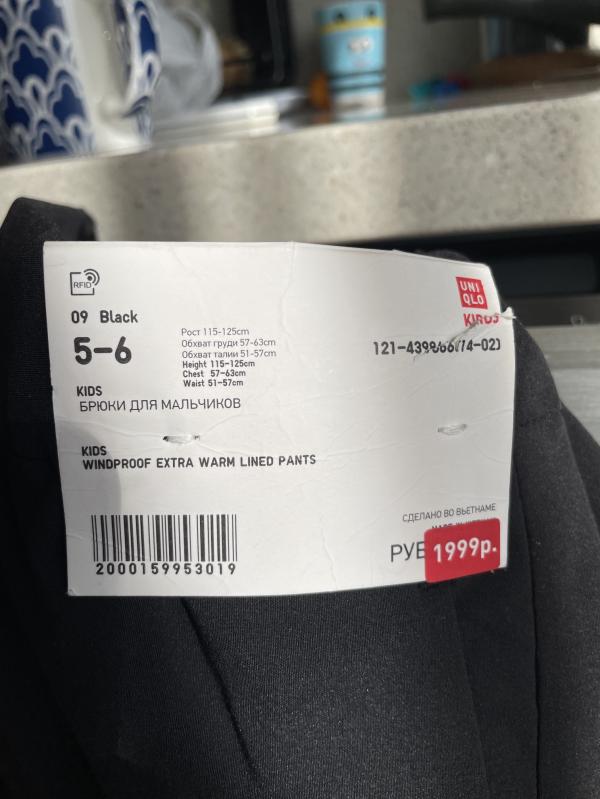 RFID
UNI
QLO
09 Black
5-6
Рост 115-125cm
Обхват груди 57-63cm
Обхват талии 51-57cm
Height 115-125cm
Chest 57-63cm
Waist 51-57cm
KIDS
БРЮКИ ДЛЯ МАЛЬЧИКОВ
KIDS
WINDPROOF EXTRA WARM LINED PANTS
СДЕЛАНО ВО ВЬЕТНАМЕ
2000159953019
1999р.